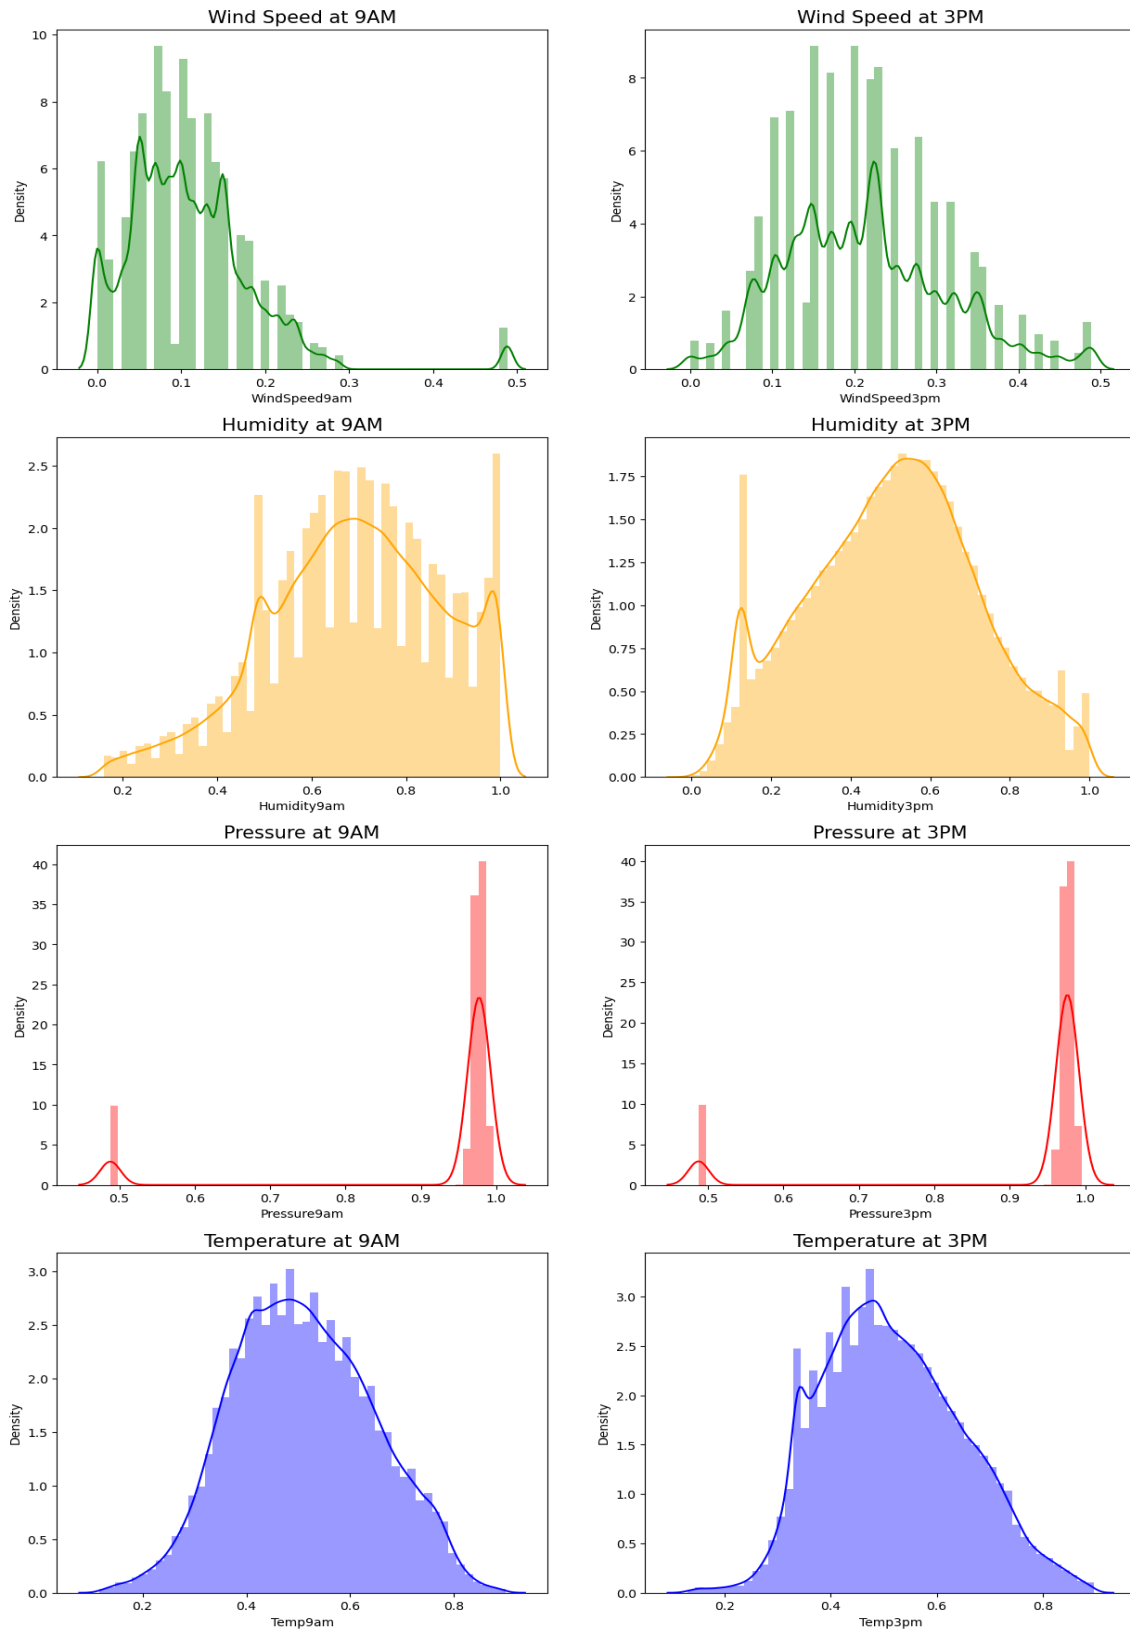 Wind Speed at 9AM
10
8
6
4
2
0
Density
0.0 0.1 0.2 0.3 0.4 0.5
WindSpeed9am
Wind Speed at 3PM
8
6
4
2
0
Density
0.0 0.1 0.2 0.3 0.4 0.5
WindSpeed3pm
Humidity at 9AM
2.5
2.0
1.5
1.0
0.5
0.0
Density
0.2 0.4 0.6 0.8 1.0
Humidity9am
Humidity at 3PM
1.75
1.50
1.25
1.00
0.75
0.50
0.25
0.00
Density
0.0 0.2 0.4 0.6 0.8 1.0
Humidity3pm
Pressure at 9AM
40
35
30
25
20
15
10
5
0
Density
0.5 0.6 0.7 0.8 0.9 1.0
Pressure9am
Pressure at 3PM
40
35
30
25
20
15
10
5
0
Density
0.5 0.6 0.7 0.8 0.9 1.0
Pressure3pm
Temperature at 9AM
3.0
2.5
2.0
1.5
1.0
0.5
0.0
Density
0.2 0.4 0.6 0.8
Temp9am
Temperature at 3PM
3.0
2.5
2.0
1.5
1.0
0.5
0.0
Density
0.2 0.4 0.6 0.8
Temp3pm